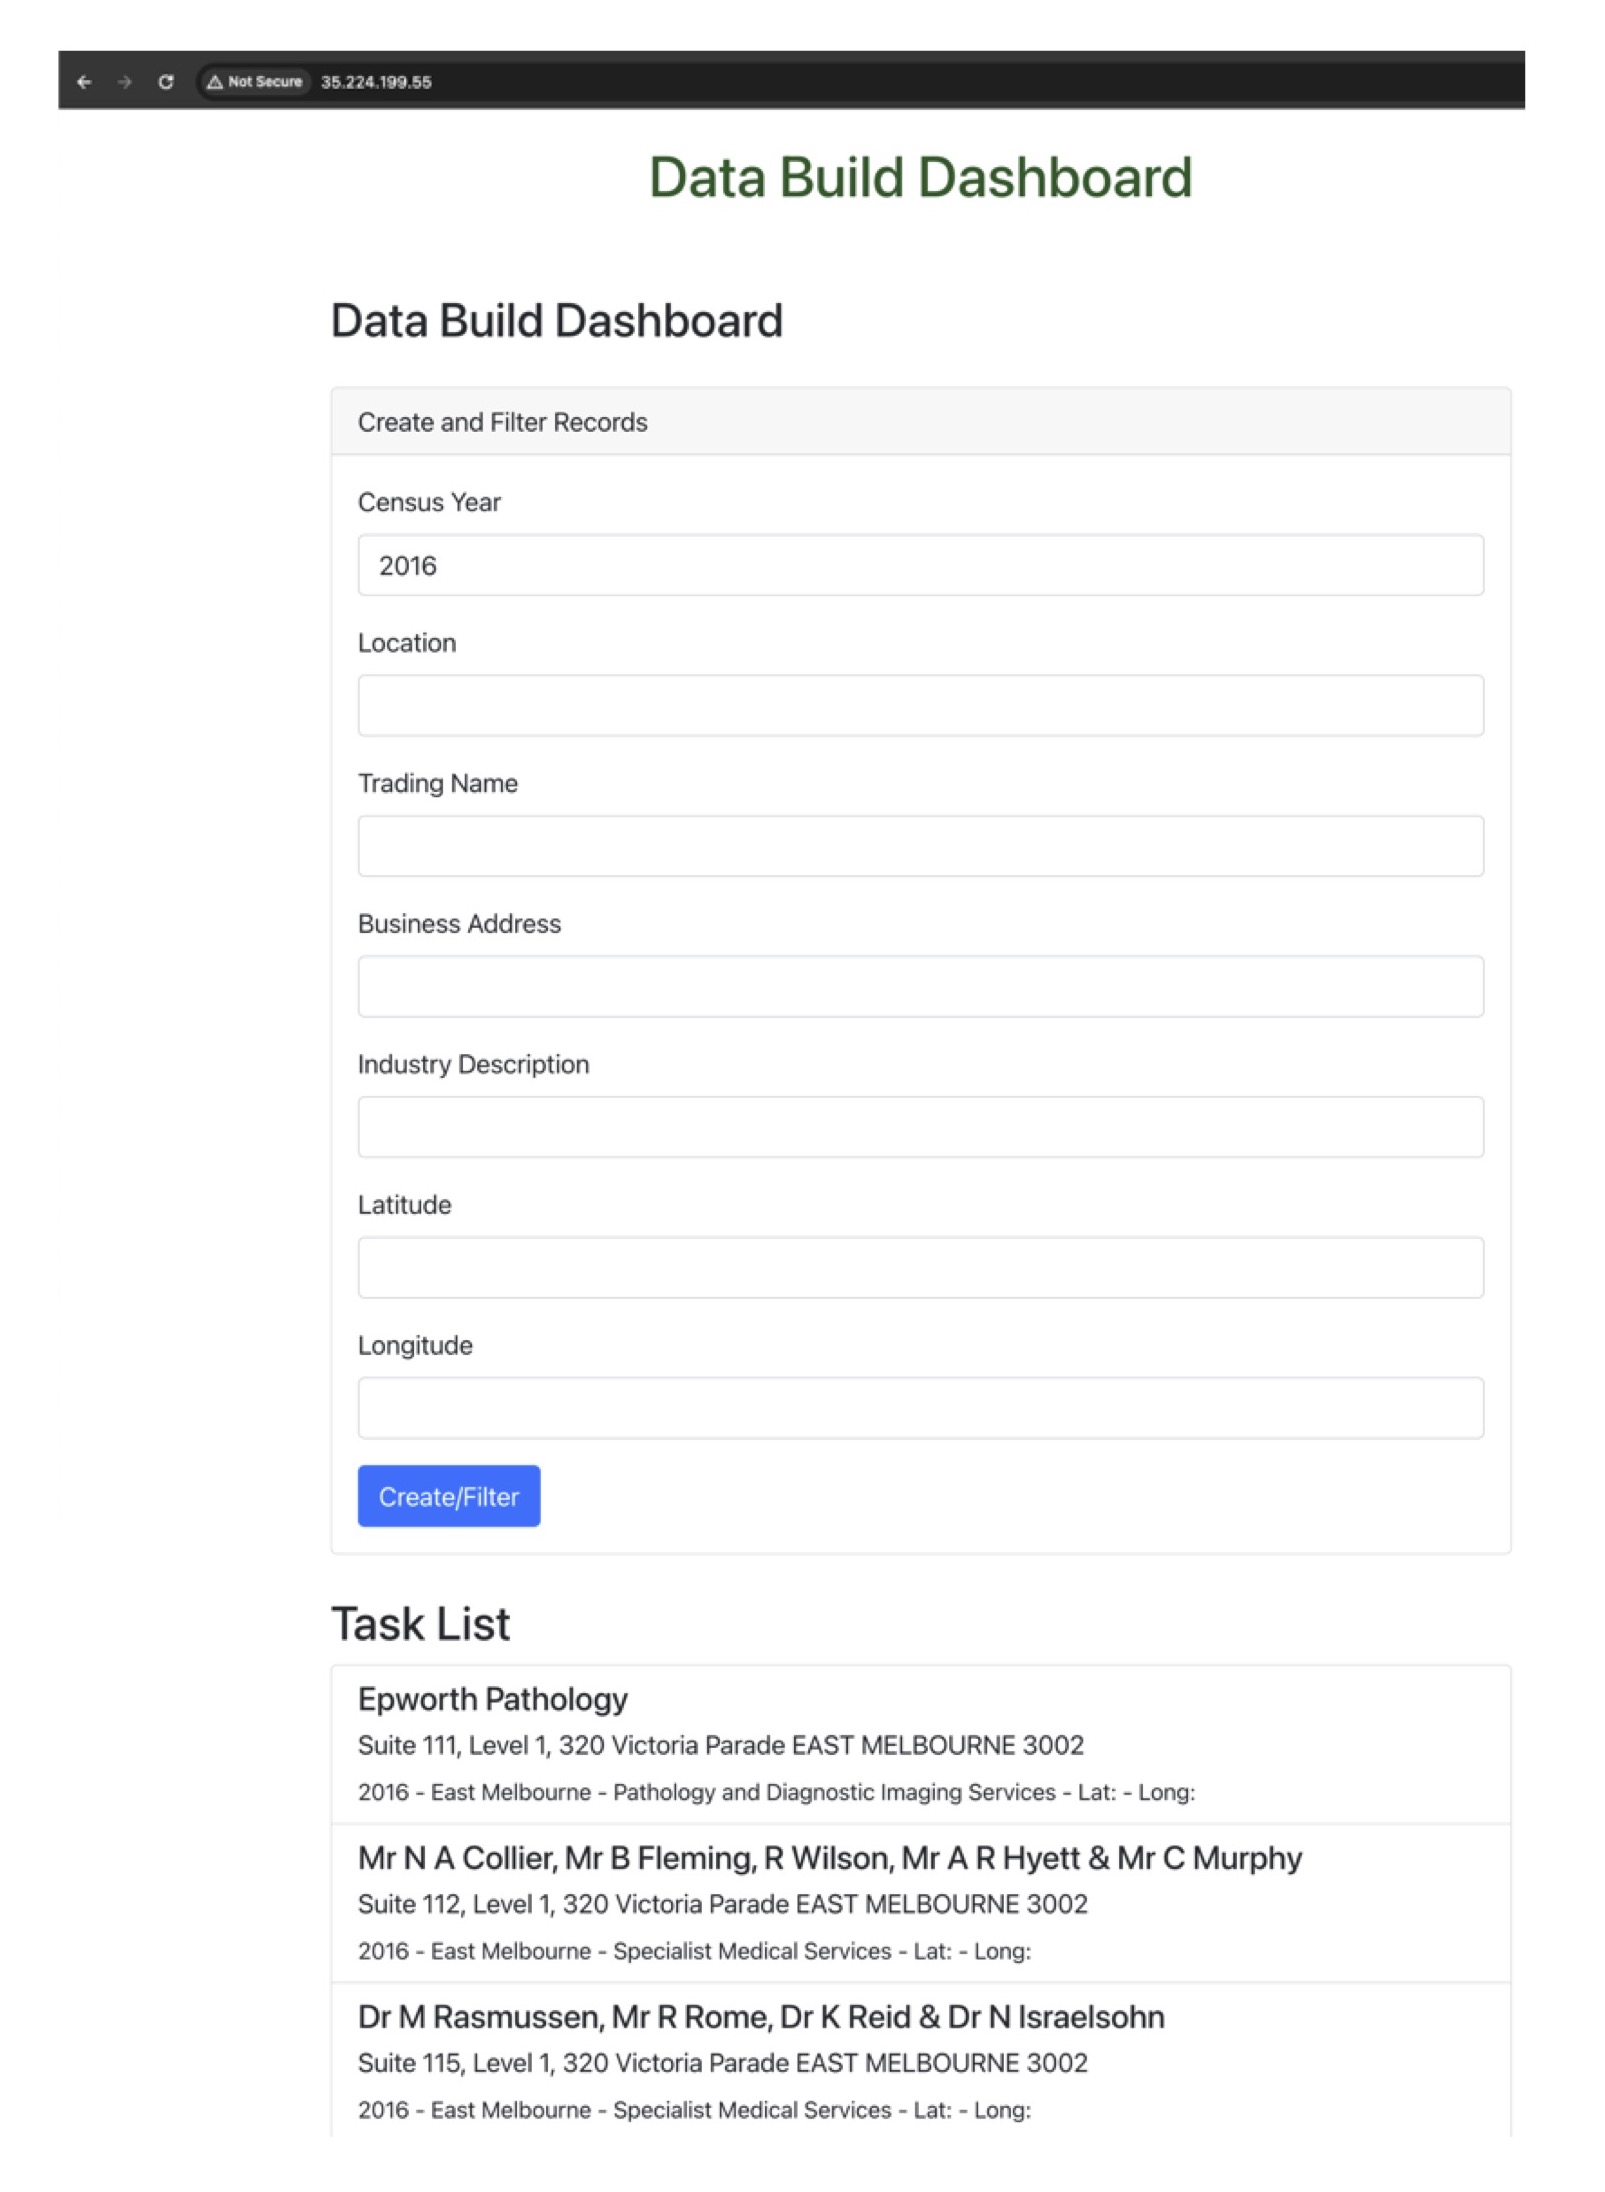 Not Secure 35.224.199.55
Data Build Dashboard
Data Build Dashboard
Create and Filter Records
Census Year
2016
Location
Trading Name
Business Address
Industry Description
Latitude
Longitude
Create/Filter
Task List
Epworth Pathology
Suite 111, Level 1, 320 Victoria Parade EAST MELBOURNE 3002
2016 - East Melbourne - Pathology and Diagnostic Imaging Services - Lat: - Long:
Mr N A Collier, Mr B Fleming, R Wilson, Mr A R Hyett & Mr C Murphy
Suite 112, Level 1, 320 Victoria Parade EAST MELBOURNE 3002
2016 - East Melbourne - Specialist Medical Services - Lat: - Long:
Dr M Rasmussen, Mr R Rome, Dr K Reid & Dr N Israelsohn
Suite 115, Level 1, 320 Victoria Parade EAST MELBOURNE 3002
2016 - East Melbourne - Specialist Medical Services - Lat: - Long: